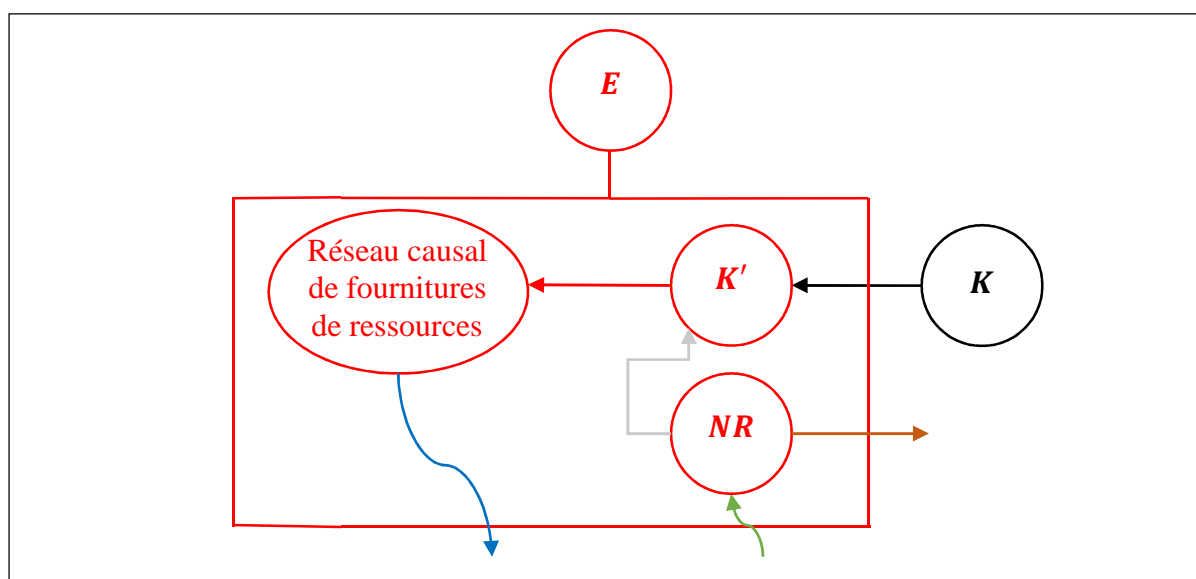 E
Réseau causal
de fournitures
de ressources
K'
K
NR